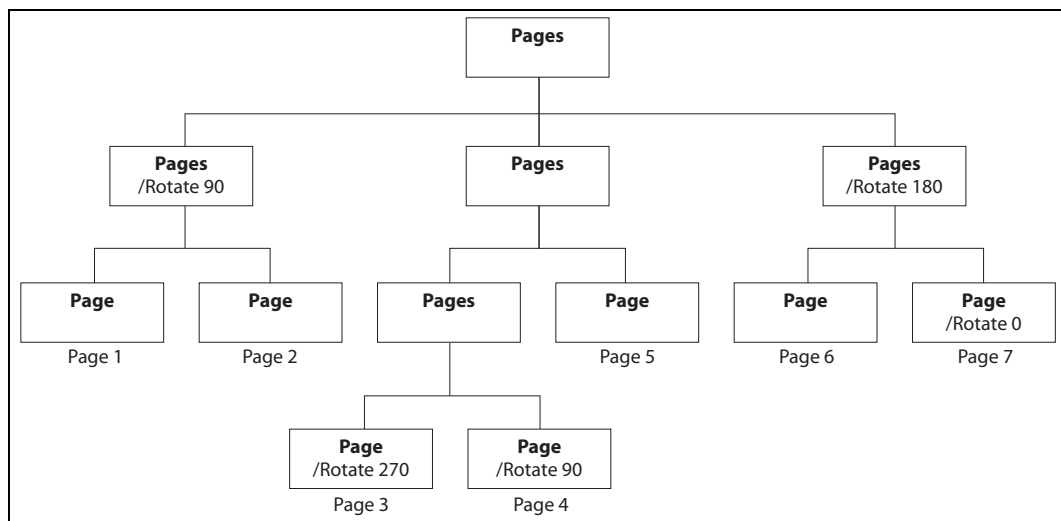 Pages
Pages
/Rotate 90
Pages
Pages
/Rotate 180
Page
Page 1
Page
Page 2
Pages
Page
Page 5
Page
Page 6
Page
/Rotate 0
Page 7
Page
/Rotate 270
Page 3
Page
/Rotate 90
Page 4